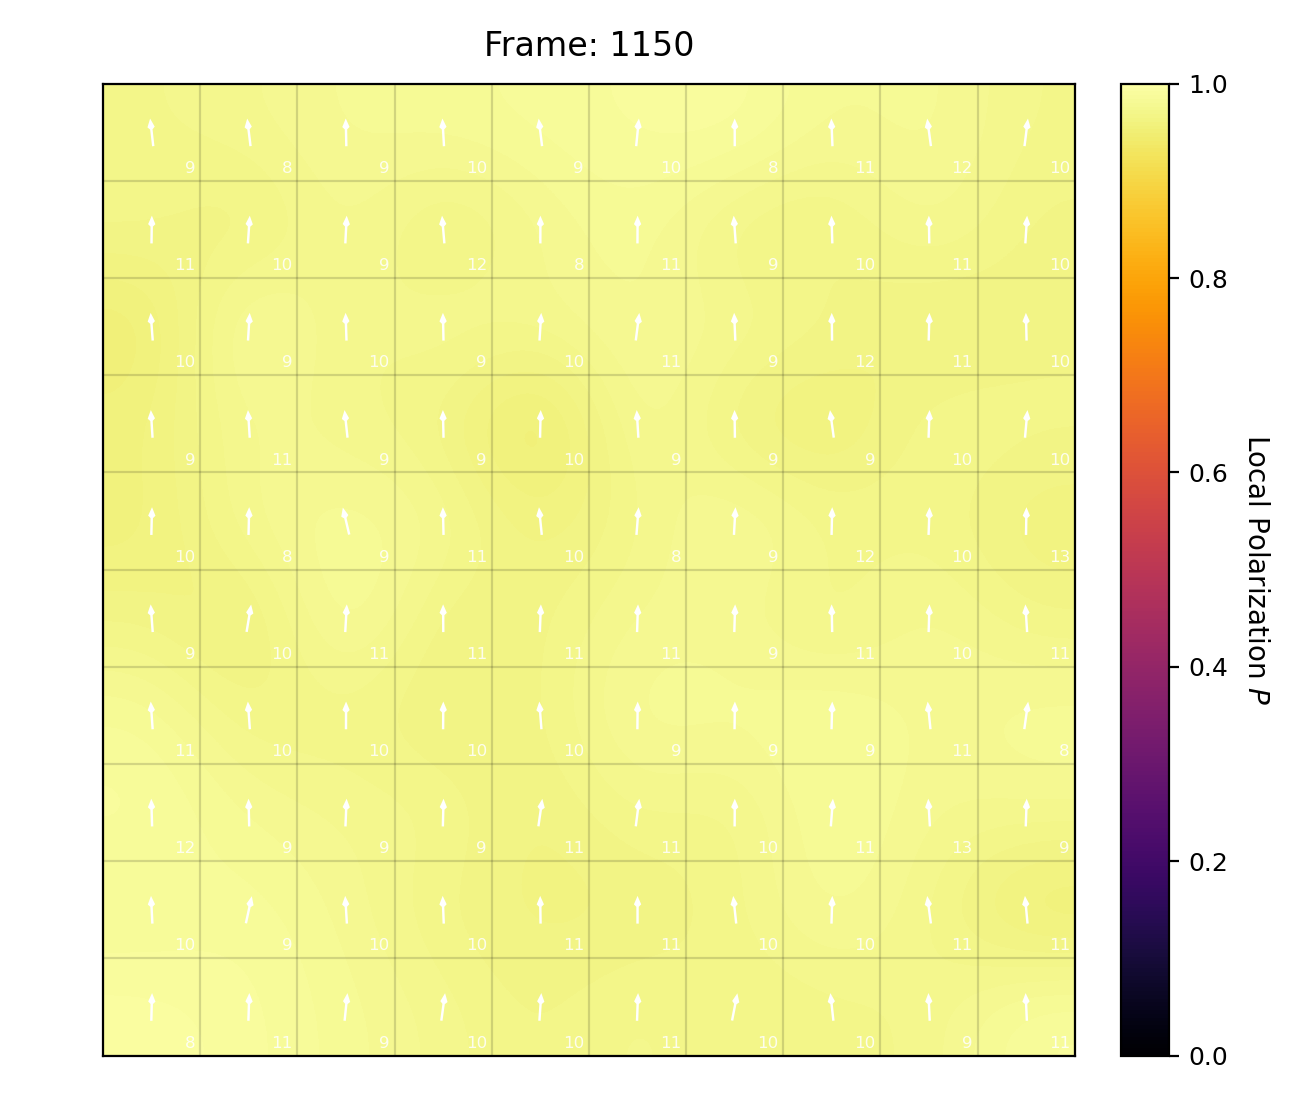 Frame: 1150
9 8 9 10 9 10 8 11 12 10
11 10 9 12 8 11 9 10 11 10
10 9 10 9 10 11 9 12 11 10
9 11 9 9 10 9 9 9 10 10
10 8 9 11 10 8 9 12 10 13
9 10 11 11 11 11 9 11 10 11
11 10 10 10 10 9 9 9 11 8
12 9 9 9 11 11 10 11 13 9
10 9 10 10 11 11 10 10 11 11
8 11 9 10 10 11 10 10 9 11
1.0
0.8
0.6
0.4
0.2
0.0
Local Polarization P